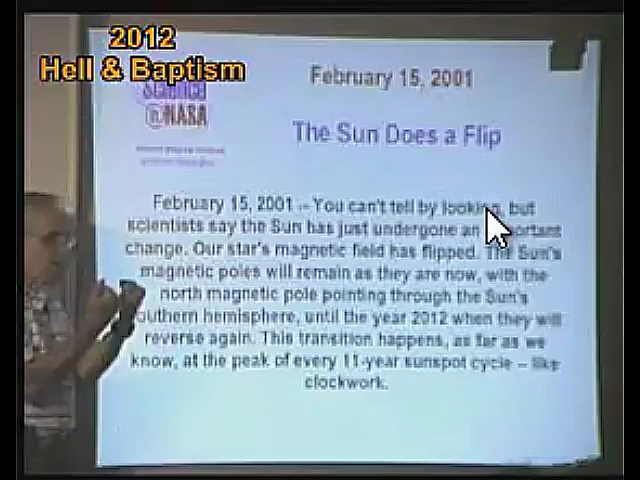 2012
Hell & Baptism
February 15, 2001
SCIENCE
@NASA
The Sun Does a Flip
February 15, 2001 -- You can't tell by looking, but
scientists say the Sun has just undergone an important
change. Our star's magnetic field has flipped. The Sun's
magnetic poles will remain as they are now, with the
north magnetic pole pointing through the Sun's
southern hemisphere, until the year 2012 when they will
reverse again. This transition happens, as far as we
know, at the peak of every 11-year sunspot cycle -- like
clockwork.